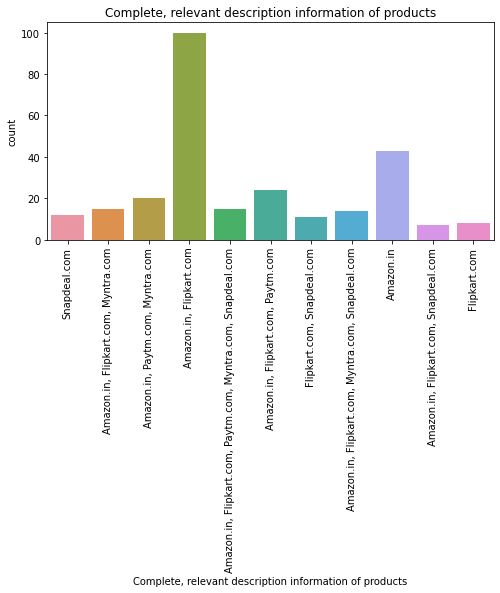 Complete, relevant description information of products
count
100
80
60
40
20
0
Snapdeal.com
Amazon.in, Flipkart.com, Myntra.com
Amazon.in, Paytm.com, Myntra.com
Amazon.in, Flipkart.com
Amazon.in, Flipkart.com, Paytm.com, Myntra.com, Snapdeal.com
Amazon.in, Flipkart.com, Paytm.com
Flipkart.com, Snapdeal.com
Amazon.in, Flipkart.com, Myntra.com, Snapdeal.com
Amazon.in
Amazon.in, Flipkart.com, Snapdeal.com
Flipkart.com
Complete, relevant description information of products